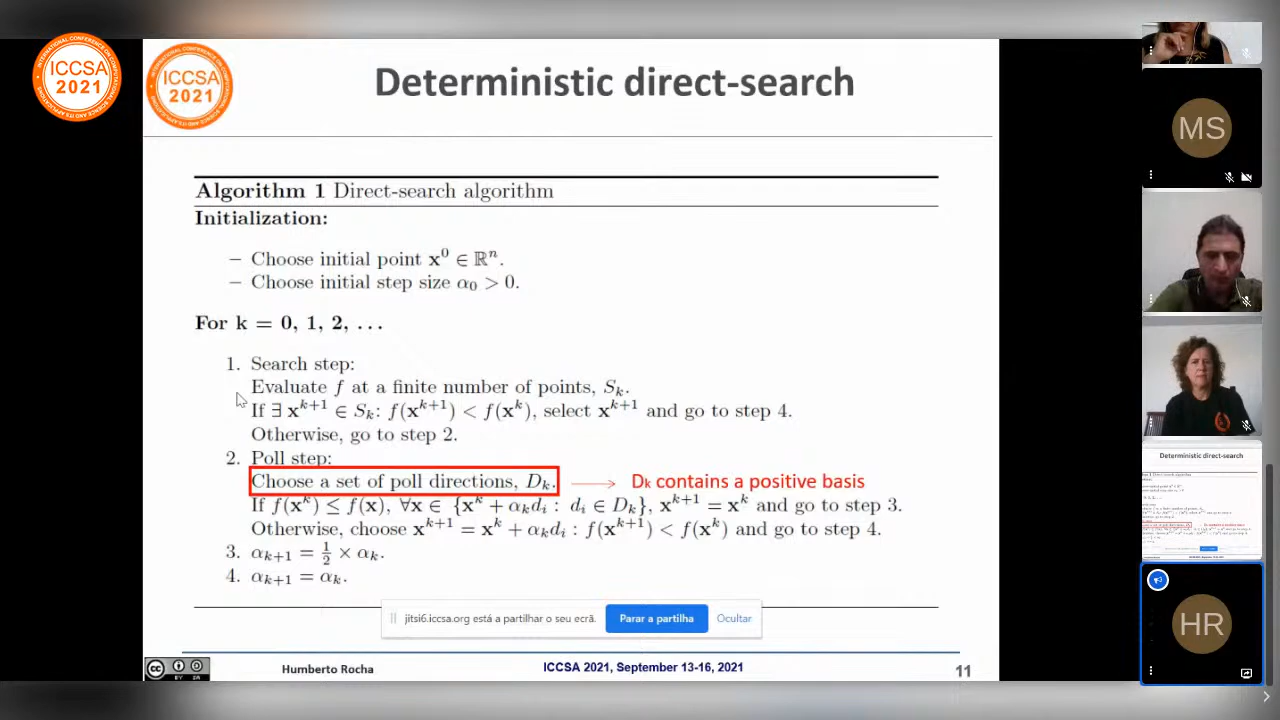 ICCSA
2021
ICCSA
2021
Deterministic direct-search
Algorithm 1 Direct-search algorithm
Initialization:
– Choose initial point x⁰ ∈ ℝⁿ.
– Choose initial step size α₀ > 0.
For k = 0, 1, 2, …
1. Search step:
Evaluate f at a finite number of points, Sₖ.
If ∃ xᵏ⁺¹ ∈ Sₖ: f(xᵏ⁺¹) < f(xᵏ), select xᵏ⁺¹ and go to step 4.
Otherwise, go to step 2.
2. Poll step:
Choose a set of poll directions, Dₖ. → Dₖ contains a positive basis
If f(xᵏ) ≤ f(x), ∀x ∈ {xᵏ + αₖdᵢ : dᵢ ∈ Dₖ}, xᵏ⁺¹ = xᵏ and go to step 3.
Otherwise, choose xᵏ⁺¹ = xᵏ + αₖdᵢ : f(xᵏ⁺¹) < f(xᵏ) and go to step 4.
3. αₖ₊₁ = ½ × αₖ.
4. αₖ₊₁ = αₖ.
jitsi6.iccsa.org está a partilhar o seu ecrã. Parar a partilha Ocultar
Humberto Rocha ICCSA 2021, September 13-16, 2021 11
MS
Deterministic direct-search
HR